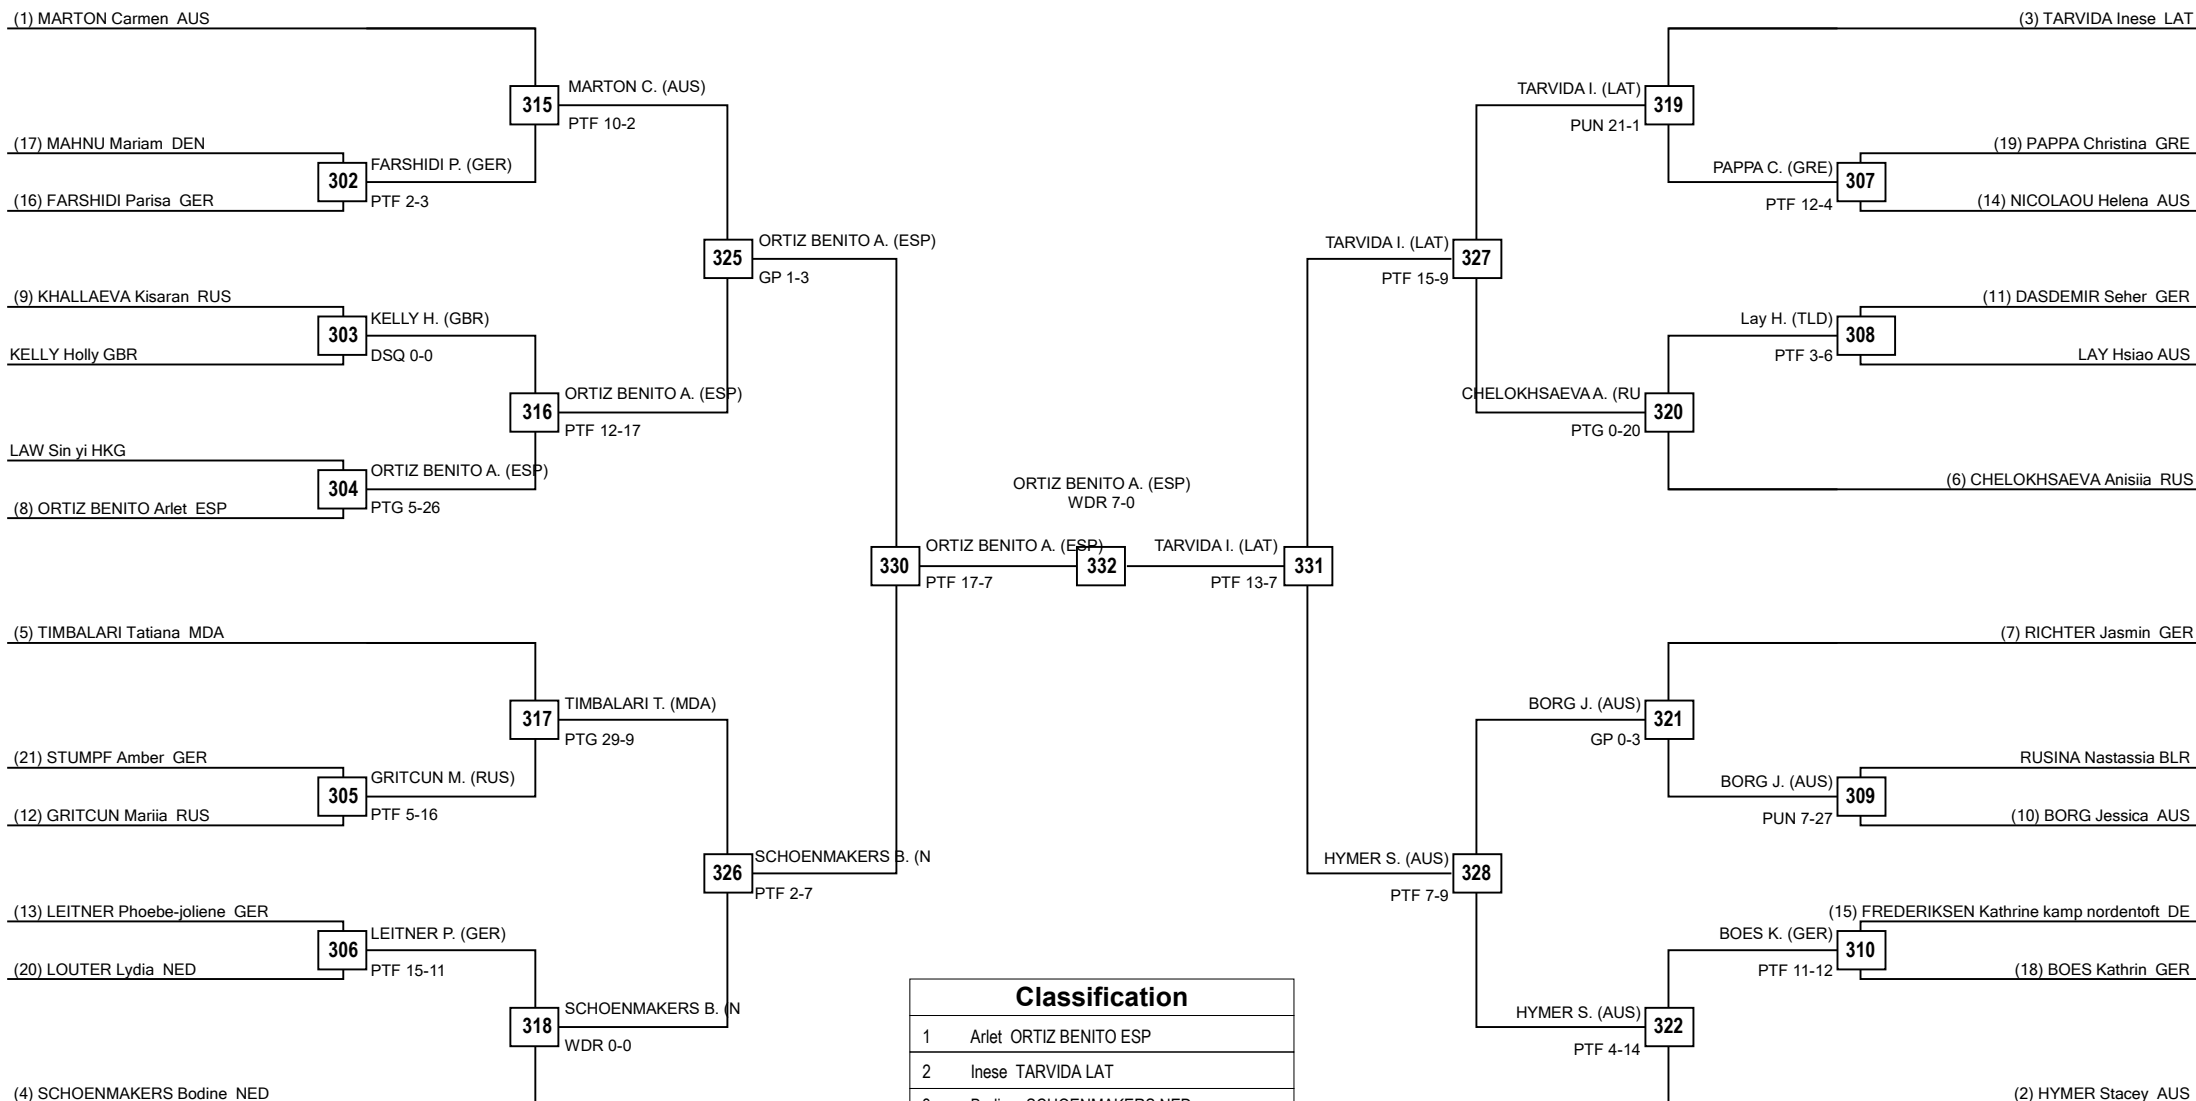 (1) MARTON Carmen  AUS
(3) TARVIDA Inese  LAT
MARTON C. (AUS)
315
PTF 10-2
TARVIDA I. (LAT)
319
PUN 21-1
(17) MAHNU Mariam  DEN
FARSHIDI P. (GER)
302
PTF 2-3
(16) FARSHIDI Parisa  GER
(19) PAPPA Christina  GRE
PAPPA C. (GRE)
307
PTF 12-4
(14) NICOLAOU Helena  AUS
ORTIZ BENITO A. (ESP)
325
GP 1-3
TARVIDA I. (LAT)
327
PTF 15-9
(9) KHALLAEVA Kisaran  RUS
KELLY H. (GBR)
303
DSQ 0-0
KELLY Holly GBR
(11) DASDEMIR Seher  GER
Lay H. (TLD)
308
PTF 3-6
LAY Hsiao AUS
ORTIZ BENITO A. (ESP)
316
PTF 12-17
CHELOKHSAEVA A. (RU
320
PTG 0-20
LAW Sin yi HKG
ORTIZ BENITO A. (ESP)
304
PTG 5-26
(8) ORTIZ BENITO Arlet  ESP
(6) CHELOKHSAEVA Anisiia  RUS
ORTIZ BENITO A. (ESP)
WDR 7-0
330
ORTIZ BENITO A. (ESP)
PTF 17-7
332
TARVIDA I. (LAT)
PTF 13-7
331
(5) TIMBALARI Tatiana  MDA
(7) RICHTER Jasmin  GER
TIMBALARI T. (MDA)
317
PTG 29-9
BORG J. (AUS)
321
GP 0-3
(21) STUMPF Amber  GER
GRITCUN M. (RUS)
305
PTF 5-16
(12) GRITCUN Mariia  RUS
RUSINA Nastassia BLR
BORG J. (AUS)
309
PUN 7-27
(10) BORG Jessica  AUS
SCHOENMAKERS B. (N
326
PTF 2-7
HYMER S. (AUS)
328
PTF 7-9
(13) LEITNER Phoebe-joliene  GER
LEITNER P. (GER)
306
PTF 15-11
(20) LOUTER Lydia  NED
(15) FREDERIKSEN Kathrine kamp nordentoft  DE
BOES K. (GER)
310
PTF 11-12
(18) BOES Kathrin  GER
SCHOENMAKERS B. (N
318
WDR 0-0
HYMER S. (AUS)
322
PTF 4-14
(4) SCHOENMAKERS Bodine  NED
(2) HYMER Stacey  AUS
Classification
1 Arlet  ORTIZ BENITO ESP
2 Inese  TARVIDA LAT